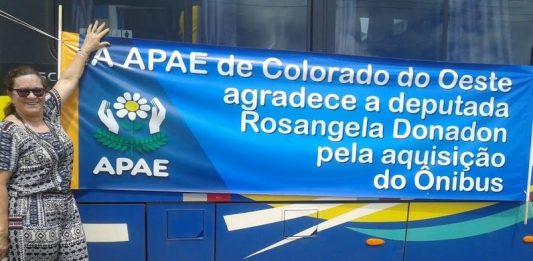 A APAE de Colorado do Oeste
agradece a deputada
Rosangela Donadon
pela aquisição
do Ônibus
APAE